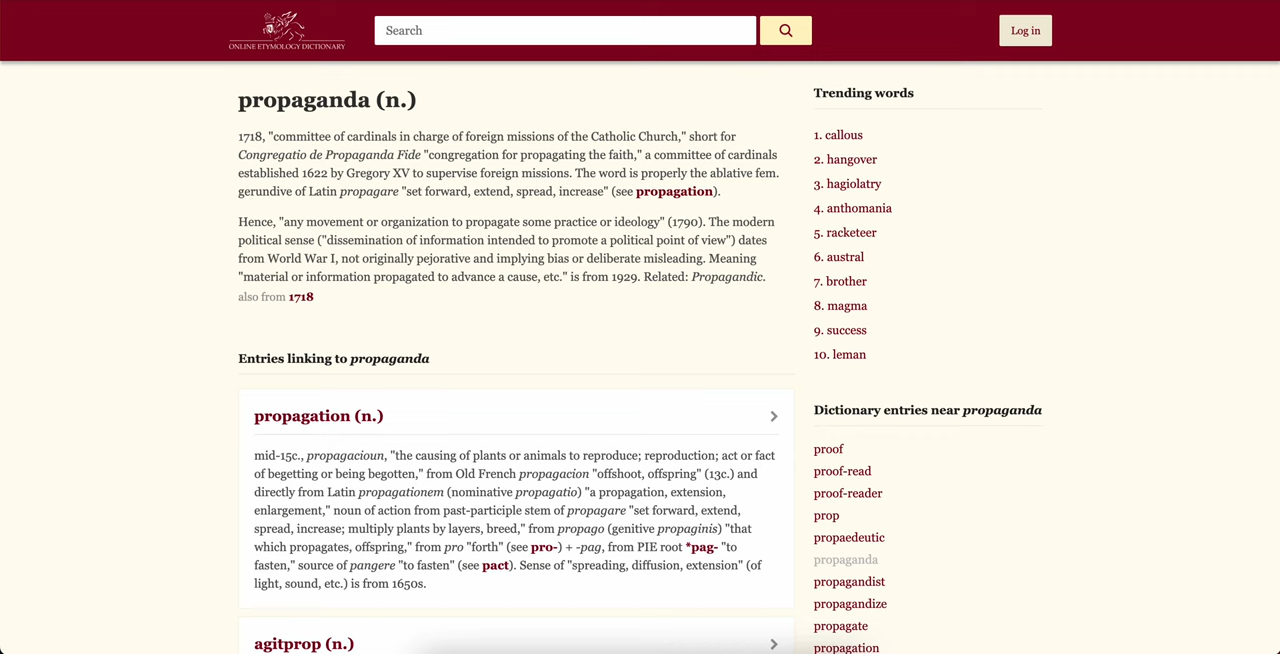 ONLINE ETYMOLOGY DICTIONARY
Search
Log in
propaganda (n.)
1718, "committee of cardinals in charge of foreign missions of the Catholic Church," short for
Congregatio de Propaganda Fide "congregation for propagating the faith," a committee of cardinals
established 1622 by Gregory XV to supervise foreign missions. The word is properly the ablative fem.
gerundive of Latin propagare "set forward, extend, spread, increase" (see propagation).
Hence, "any movement or organization to propagate some practice or ideology" (1790). The modern
political sense ("dissemination of information intended to promote a political point of view") dates
from World War I, not originally pejorative and implying bias or deliberate misleading. Meaning
"material or information propagated to advance a cause, etc." is from 1929. Related: Propagandic.
also from 1718
Entries linking to propaganda
propagation (n.)
mid-15c., propagacioun, "the causing of plants or animals to reproduce; reproduction; act or fact
of begetting or being begotten," from Old French propagacion "offshoot, offspring" (13c.) and
directly from Latin propagationem (nominative propagatio) "a propagation, extension,
enlargement," noun of action from past-participle stem of propagare "set forward, extend,
spread, increase; multiply plants by layers, breed," from propago (genitive propaginis) "that
which propagates, offspring," from pro "forth" (see pro-) + -pag, from PIE root *pag- "to
fasten," source of pangere "to fasten" (see pact). Sense of "spreading, diffusion, extension" (of
light, sound, etc.) is from 1650s.
agitprop (n.)
Trending words
1. callous
2. hangover
3. hagiolatry
4. anthomania
5. racketeer
6. austral
7. brother
8. magma
9. success
10. leman
Dictionary entries near propaganda
proof
proof-read
proof-reader
prop
propaedeutic
propaganda
propagandist
propagandize
propagate
propagation